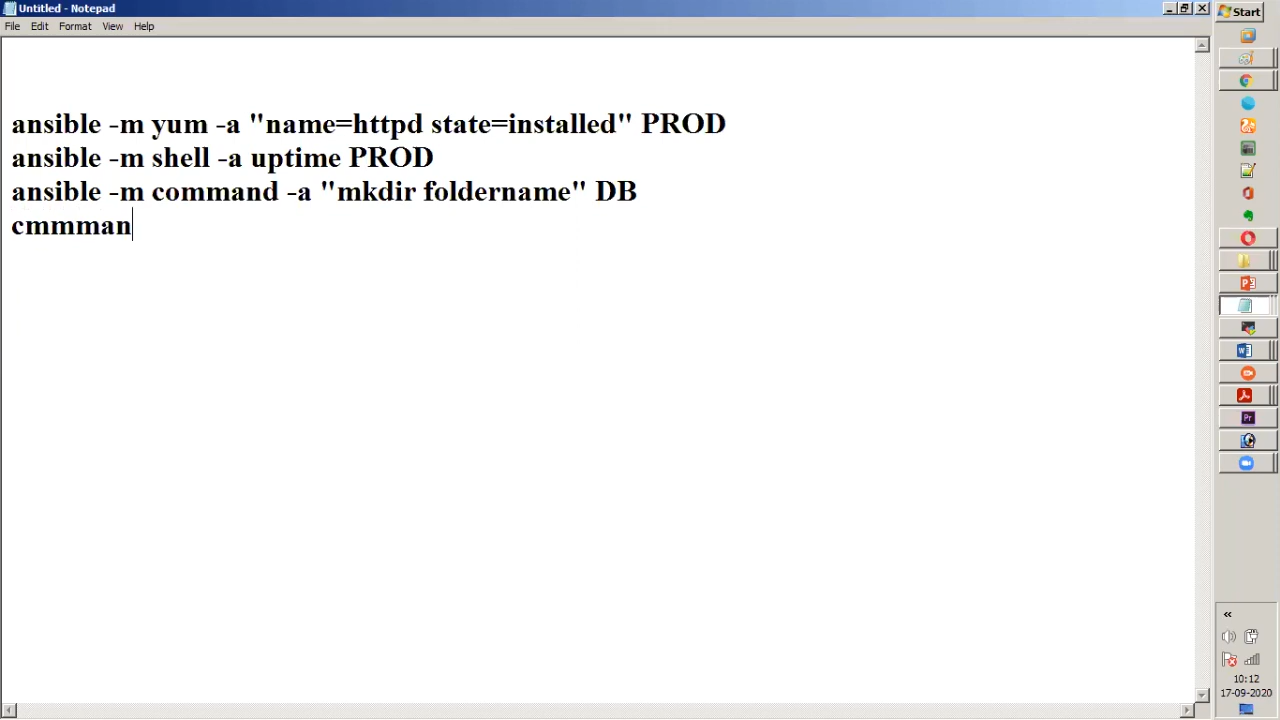 Untitled - Notepad
Start
File Edit Format View Help
ansible -m yum -a "name=httpd state=installed" PROD
ansible -m shell -a uptime PROD
ansible -m command -a "mkdir foldername" DB
cmmman
«
10:12
17-09-2020